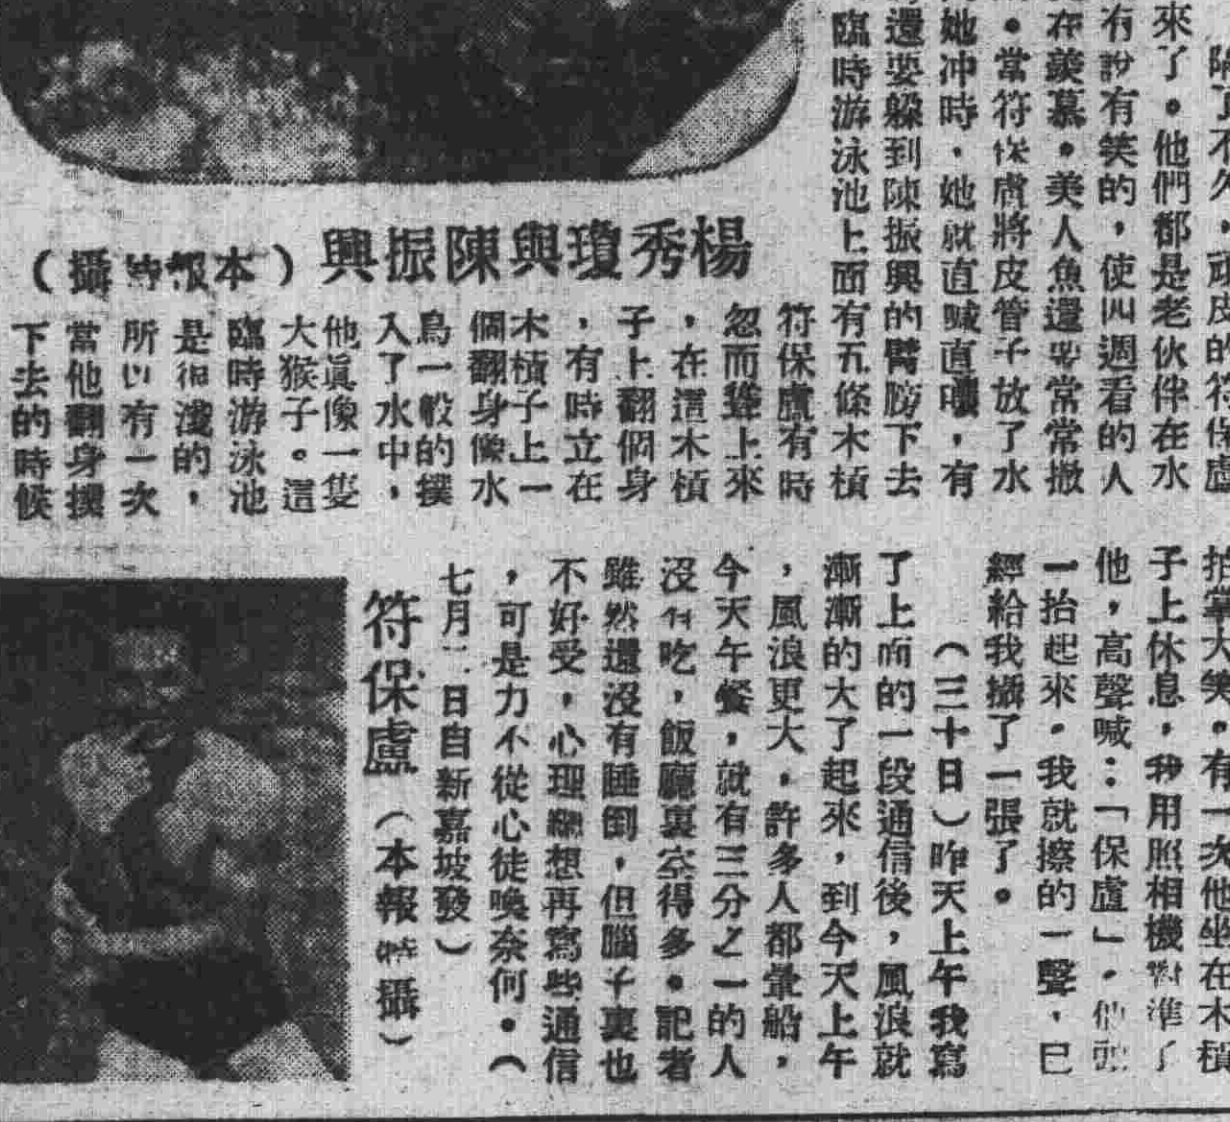 來了。他們都是老伙伴在水
有說有笑的，使四週看的人
在羨慕。美人魚還要常常撒
。當符保盧將皮管子放了水
她冲時，她就直喊直嚷，有
還要躱到陳振興的臂膀下去
臨時游泳池上面有五條木槓
符保盧有時
忽而聳上來
，在這木槓
子上翻個身
，有時立在
木槓子上一
個翻身像水
鳥一般的撲
入了水中，
他眞像一隻
大猴子。這
臨時游泳池
是很淺的，
所以有一次
當他翻身撲
下去的時候
楊秀瓊與陳振興（本報特攝）
拍掌大笑。有一次他坐在木槓
子上休息，我用照相機對準了
他，高聲喊：「保盧」。他頭
一抬起來。我就擦的一聲，已
經給我攝了一張了。
（三十日）昨天上午我寫
了上面的一段通信後，風浪就
漸漸的大了起來，到今天上午
，風浪更大。許多人都暈船，
今天午餐，就有三分之一的人
沒有吃，飯廳裏空得多。記者
雖然還沒有睡倒，但腦子裏也
不好受，心理想再寫些通信
，可是力不從心徒喚奈何。（
七月二日自新嘉坡發）
符保盧（本報特攝）